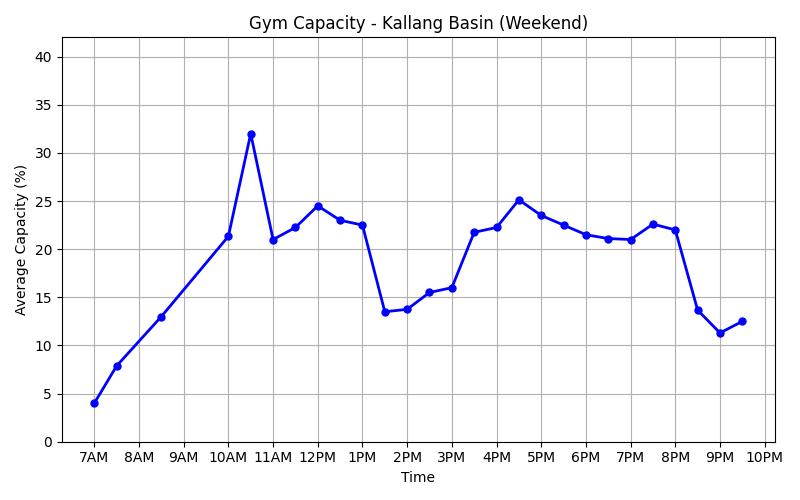 Gym Capacity - Kallang Basin (Weekend)
Average Capacity (%)
40
35
30
25
20
15
10
5
0
7AM 8AM 9AM 10AM 11AM 12PM 1PM 2PM 3PM 4PM 5PM 6PM 7PM 8PM 9PM 10PM
Time